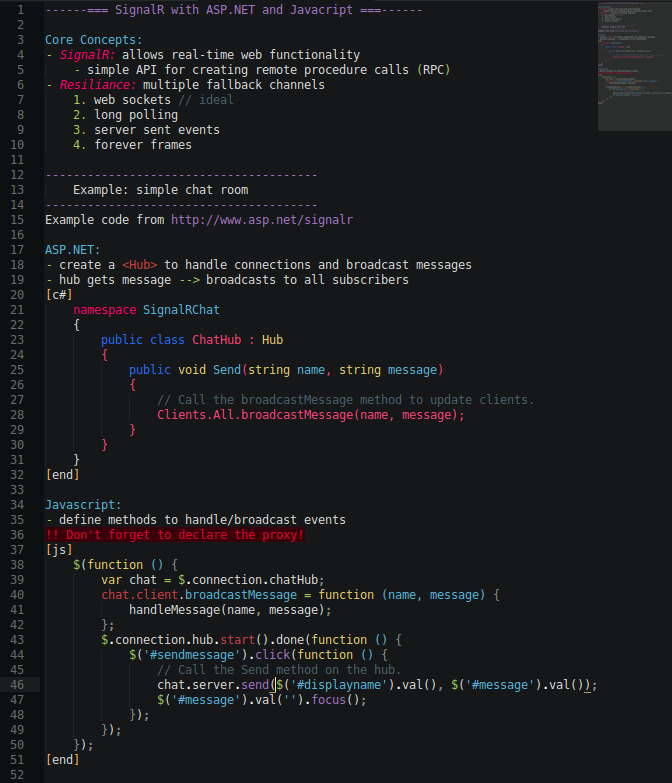 1 ------=== SignalR with ASP.NET and Javacript ===------
2
3 Core Concepts:
4 - SignalR: allows real-time web functionality
5     - simple API for creating remote procedure calls (RPC)
6 - Resiliance: multiple fallback channels
7     1. web sockets // ideal
8     2. long polling
9     3. server sent events
10     4. forever frames
11
12 ---------------------------------------
13     Example: simple chat room
14 ---------------------------------------
15 Example code from http://www.asp.net/signalr
16
17 ASP.NET:
18 - create a <Hub> to handle connections and broadcast messages
19 - hub gets message --> broadcasts to all subscribers
20 [c#]
21     namespace SignalRChat
22     {
23         public class ChatHub : Hub
24         {
25             public void Send(string name, string message)
26             {
27                 // Call the broadcastMessage method to update clients.
28                 Clients.All.broadcastMessage(name, message);
29             }
30         }
31     }
32 [end]
33
34 Javascript:
35 - define methods to handle/broadcast events
36 !! Don't forget to declare the proxy!
37 [js]
38     $(function () {
39         var chat = $.connection.chatHub;
40         chat.client.broadcastMessage = function (name, message) {
41             handleMessage(name, message);
42         };
43         $.connection.hub.start().done(function () {
44             $('#sendmessage').click(function () {
45                 // Call the Send method on the hub.
46                 chat.server.send($('#displayname').val(), $('#message').val());
47                 $('#message').val('').focus();
48             });
49         });
50     });
51 [end]
52